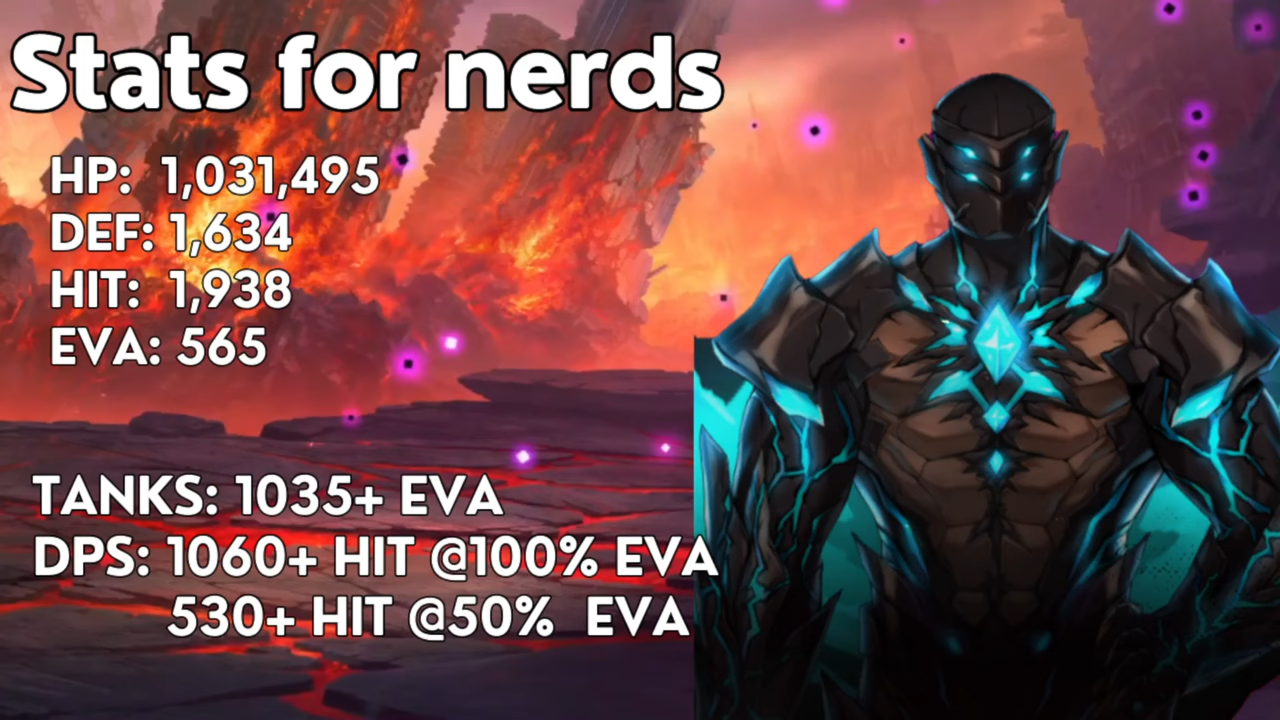 Stats for nerds
HP: 1,031,495
DEF: 1,634
HIT: 1,938
EVA: 565
TANKS: 1035+ EVA
DPS: 1060+ HIT @100% EVA
530+ HIT @50% EVA